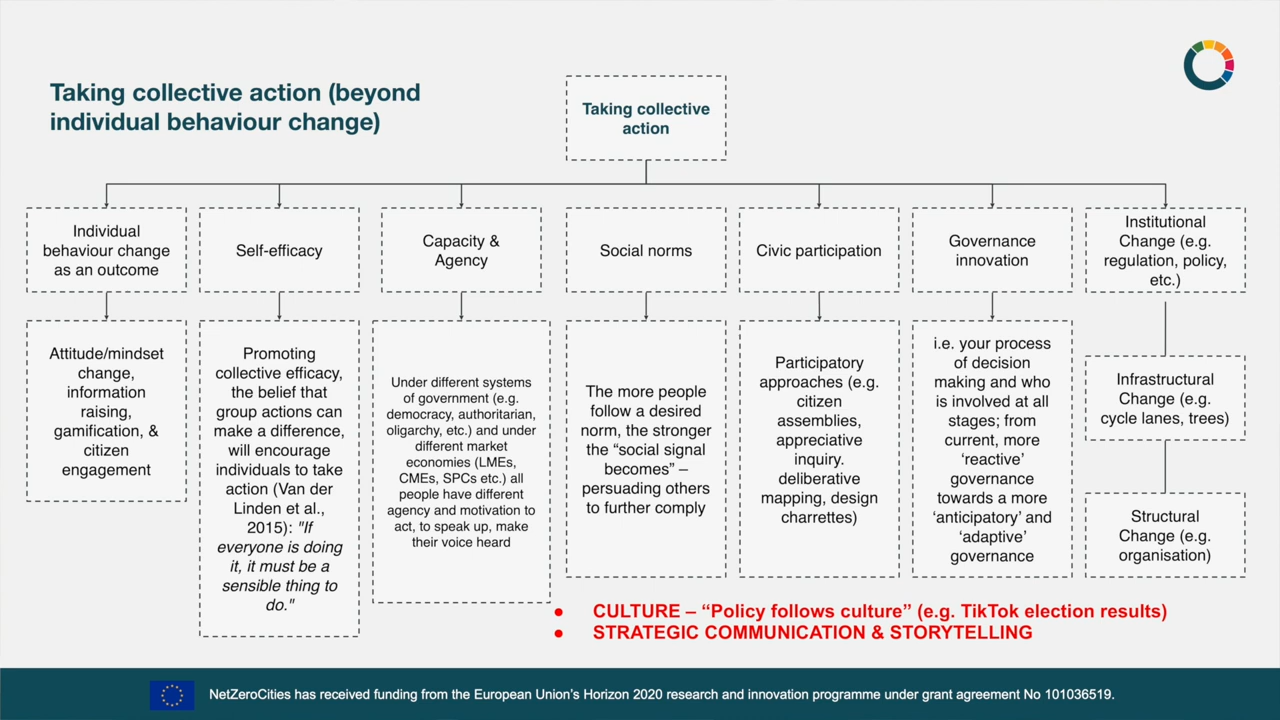 Taking collective action (beyond
individual behaviour change)
Taking collective
action
Individual
behaviour change
as an outcome
Self-efficacy
Capacity &
Agency
Social norms
Civic participation
Governance
innovation
Institutional
Change (e.g.
regulation, policy,
etc.)
Attitude/mindset
change,
information
raising,
gamification, &
citizen
engagement
Promoting
collective efficacy,
the belief that
group actions can
make a difference,
will encourage
individuals to take
action (Van der
Linden et al.,
2015): "If
everyone is doing
it, it must be a
sensible thing to
do."
Under different systems
of government (e.g.
democracy, authoritarian,
oligarchy, etc.) and under
different market
economies (LMEs,
CMEs, SPCs etc.) all
people have different
agency and motivation to
act, to speak up, make
their voice heard
The more people
follow a desired
norm, the stronger
the “social signal
becomes” –
persuading others
to further comply
Participatory
approaches (e.g.
citizen
assemblies,
appreciative
inquiry.
deliberative
mapping, design
charrettes)
i.e. your process
of decision
making and who
is involved at all
stages; from
current, more
‘reactive’
governance
towards a more
‘anticipatory’ and
‘adaptive’
governance
Infrastructural
Change (e.g.
cycle lanes, trees)
Structural
Change (e.g.
organisation)
● CULTURE – “Policy follows culture” (e.g. TikTok election results)
● STRATEGIC COMMUNICATION & STORYTELLING
NetZeroCities has received funding from the European Union’s Horizon 2020 research and innovation programme under grant agreement No 101036519.